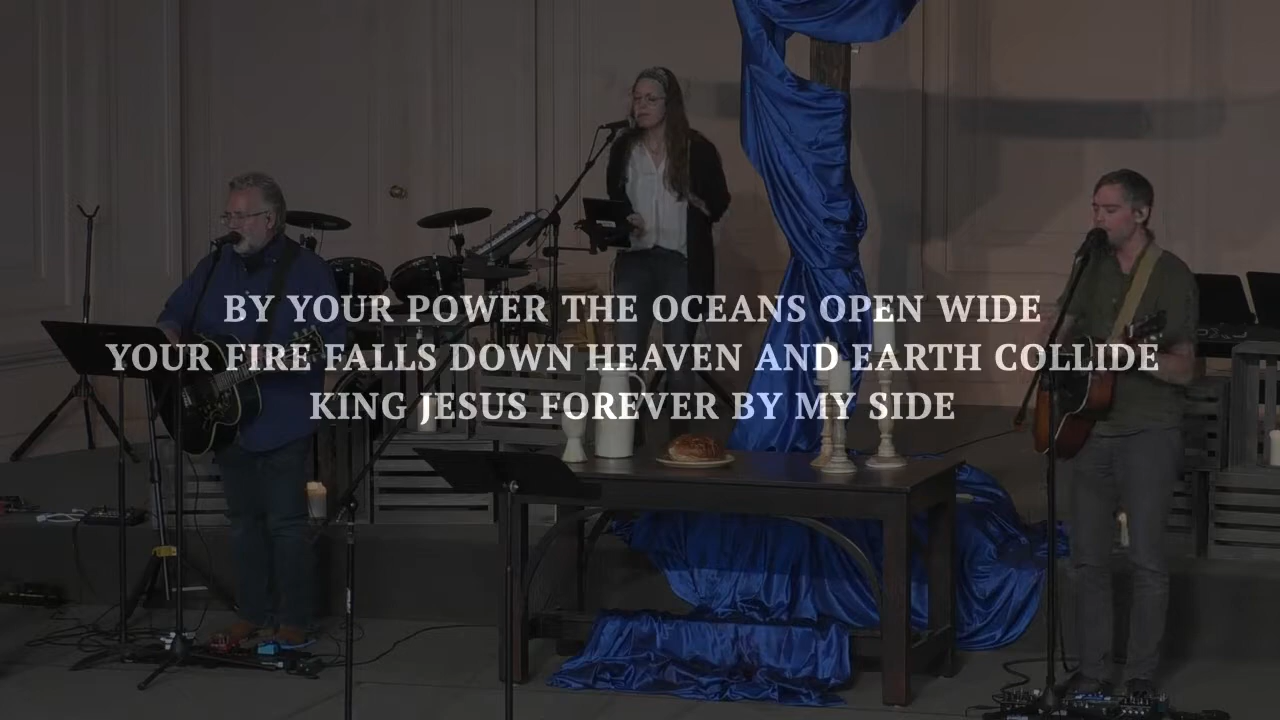 BY YOUR POWER THE OCEANS OPEN WIDE
YOUR FIRE FALLS DOWN HEAVEN AND EARTH COLLIDE
KING JESUS FOREVER BY MY SIDE